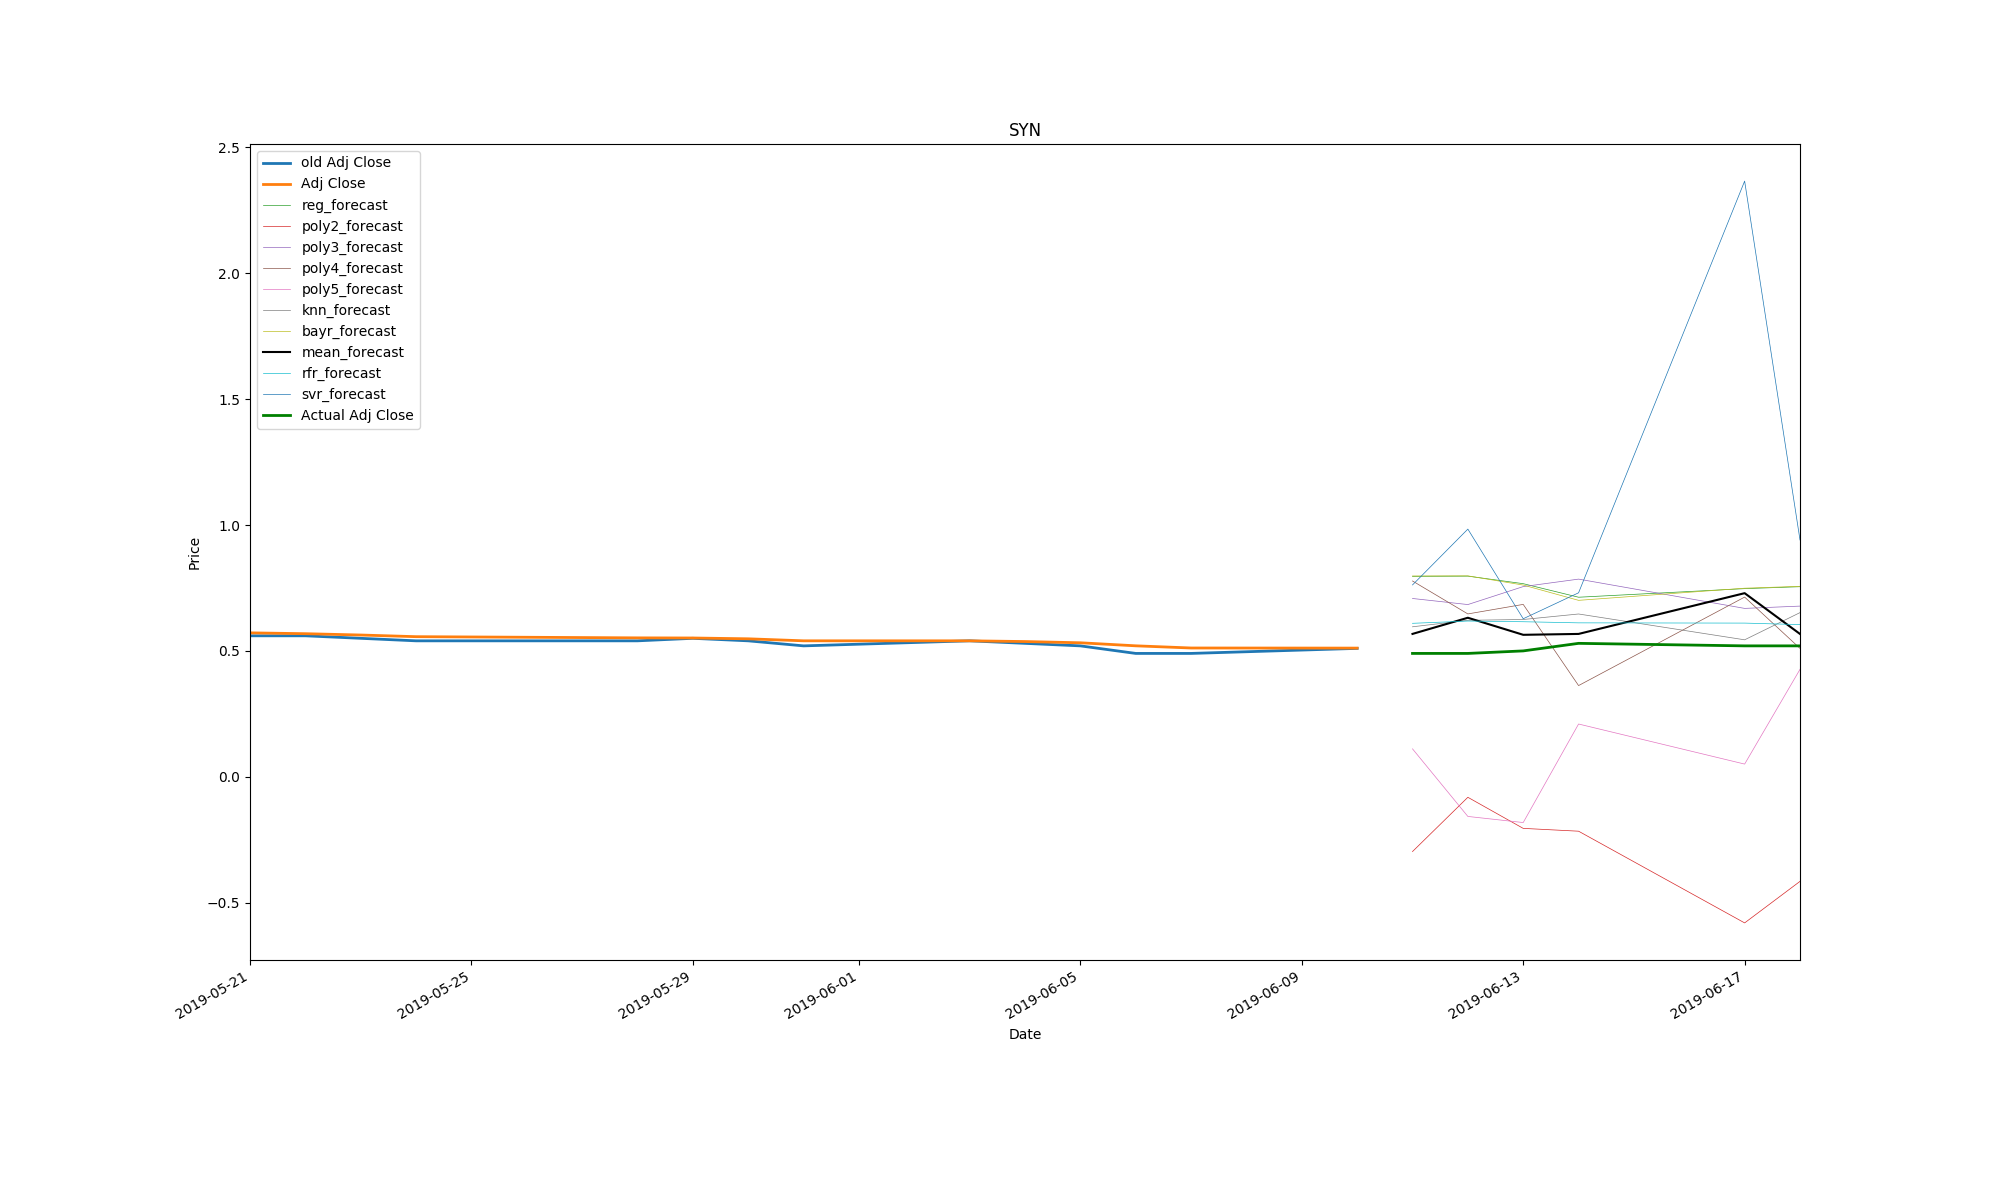 SYN
2.5
2.0
1.5
1.0
0.5
0.0
−0.5
Price
old Adj Close
Adj Close
reg_forecast
poly2_forecast
poly3_forecast
poly4_forecast
poly5_forecast
knn_forecast
bayr_forecast
mean_forecast
rfr_forecast
svr_forecast
Actual Adj Close
2019-05-21
2019-05-25
2019-05-29
2019-06-01
2019-06-05
2019-06-09
2019-06-13
2019-06-17
Date